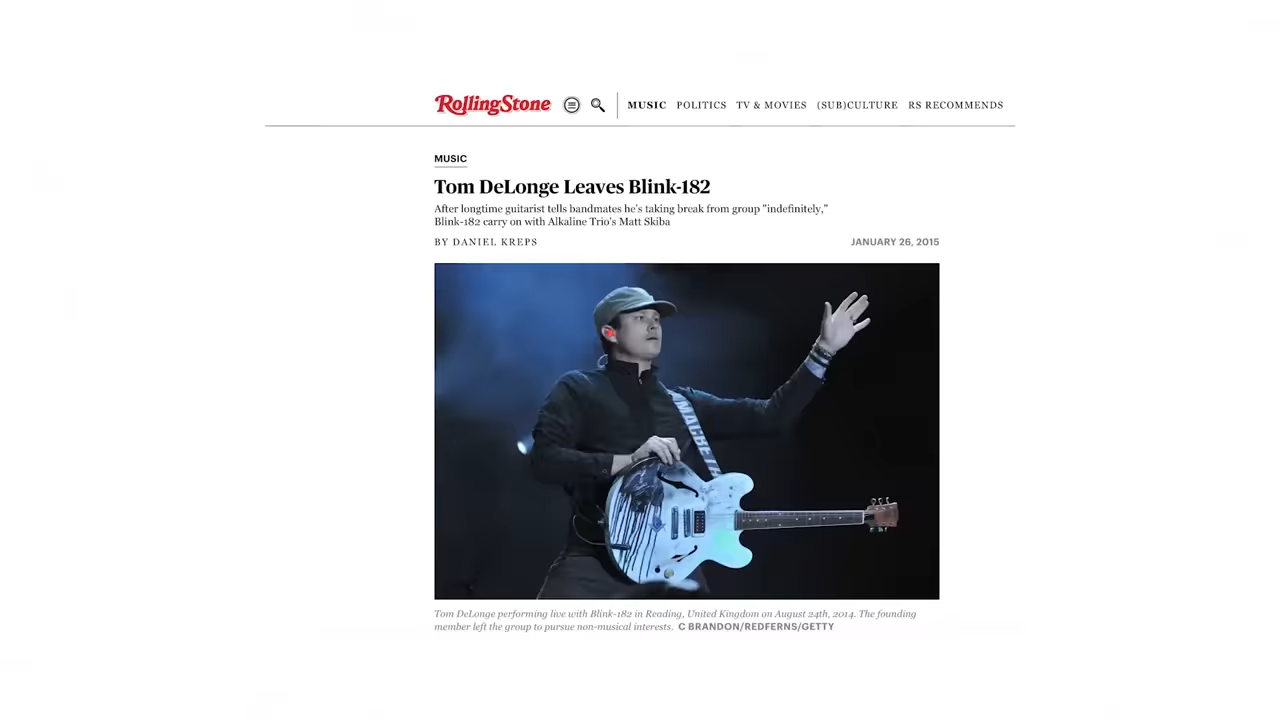 RollingStone MUSIC POLITICS TV & MOVIES (SUB)CULTURE RS RECOMMENDS
MUSIC
Tom DeLonge Leaves Blink-182
After longtime guitarist tells bandmates he's taking break from group "indefinitely,"
Blink-182 carry on with Alkaline Trio's Matt Skiba
BY DANIEL KREPS JANUARY 26, 2015
Tom DeLonge performing live with Blink-182 in Reading, United Kingdom on August 24th, 2014. The founding
member left the group to pursue non-musical interests. C BRANDON/REDFERNS/GETTY